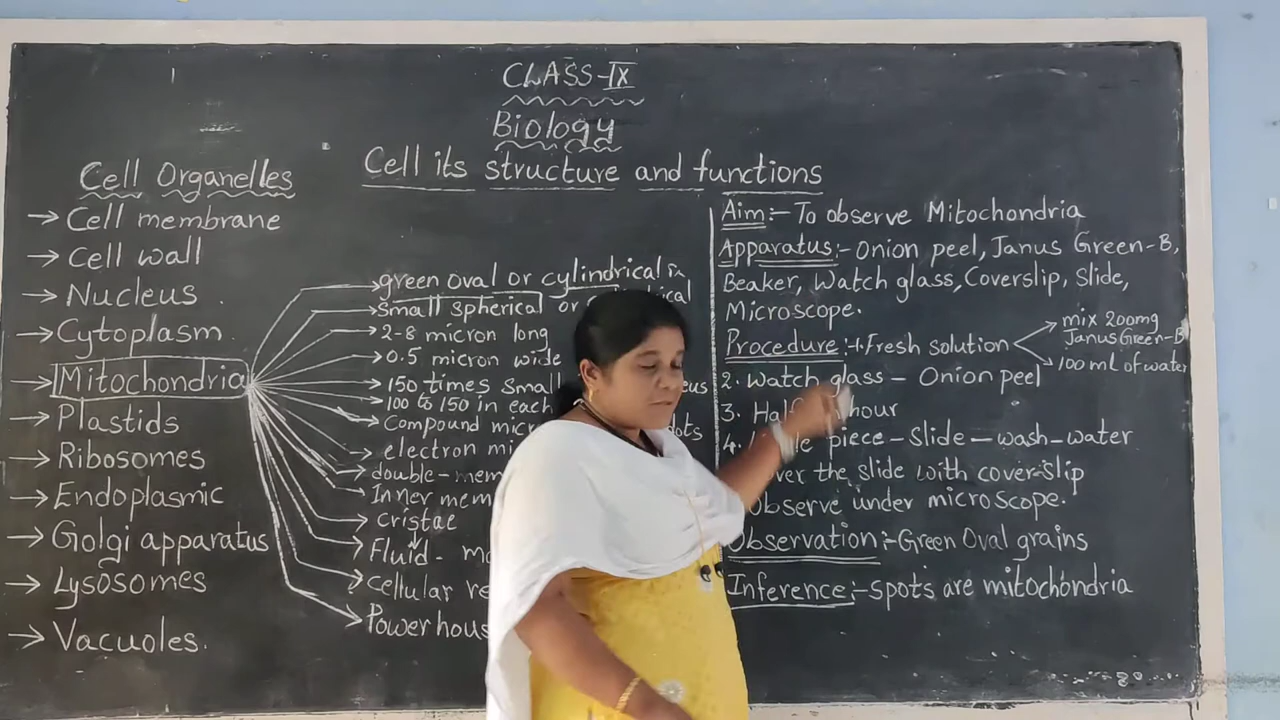 CLASS-IX
Biology
Cell its structure and functions
Cell Organelles
→ Cell membrane
→ Cell wall
→ Nucleus
→ Cytoplasm
→ Mitochondria
→ Plastids
→ Ribosomes
→ Endoplasmic
→ Golgi apparatus
→ Lysosomes
→ Vacuoles.
green oval or cylindrical
small spherical or
2-8 micron long
0.5 micron wide
150 times small
100 to 150 in each
Compound dots
electron
double-
Inner
cristae
Fluid -
cellular
Power
Aim:- To observe Mitochondria
Apparatus:- Onion peel, Janus Green-B,
Beaker, Watch glass, Coverslip, Slide,
Microscope.
Procedure:- 1. Fresh solution
mix 200mg
Janus Green-B
100 mL of water
2. Watch glass - Onion peel
3. hour
4. piece - Slide - wash - water
the slide with cover-slip
Observe under microscope.
Observation:- Green Oval grains
Inference:- spots are mitochondria